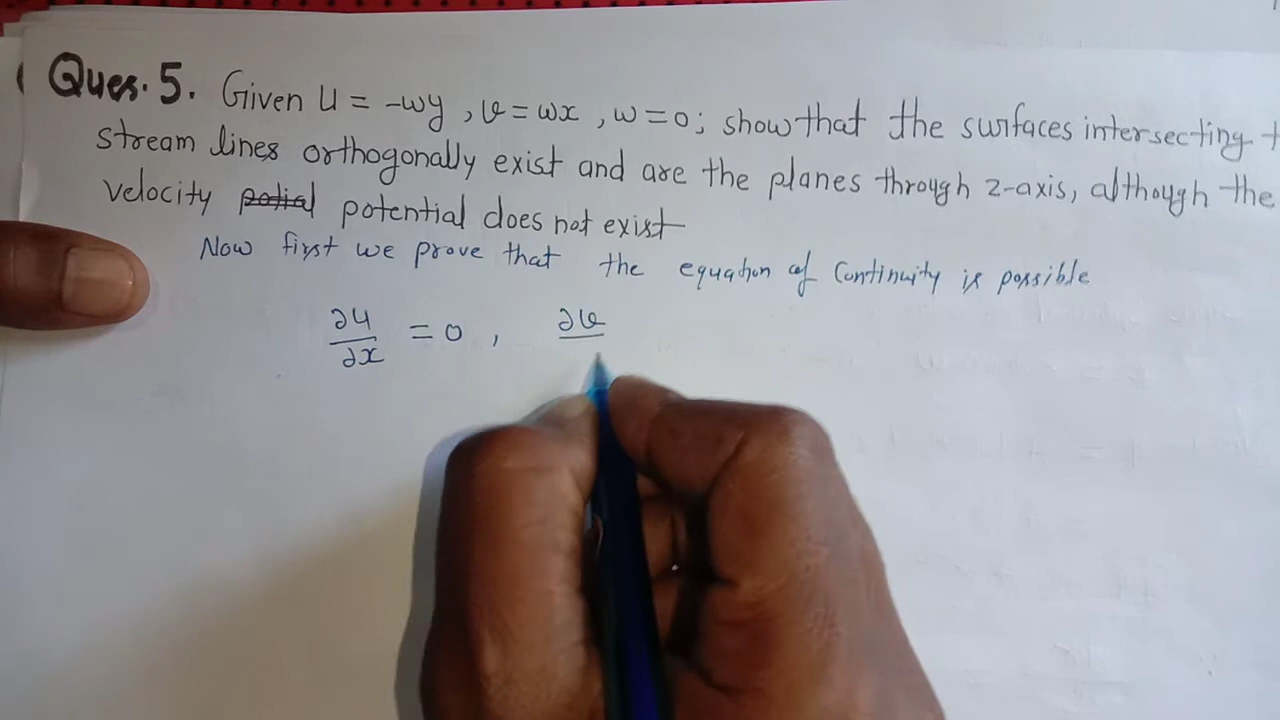 Ques. 5. Given u = -ωy, v = ωx, w = 0; show that the surfaces intersecting
stream lines orthogonally exist and are the planes through z-axis, although the
velocity potential does not exist
Now first we prove that the equation of Continuity is possible
∂u/∂x = 0, ∂v